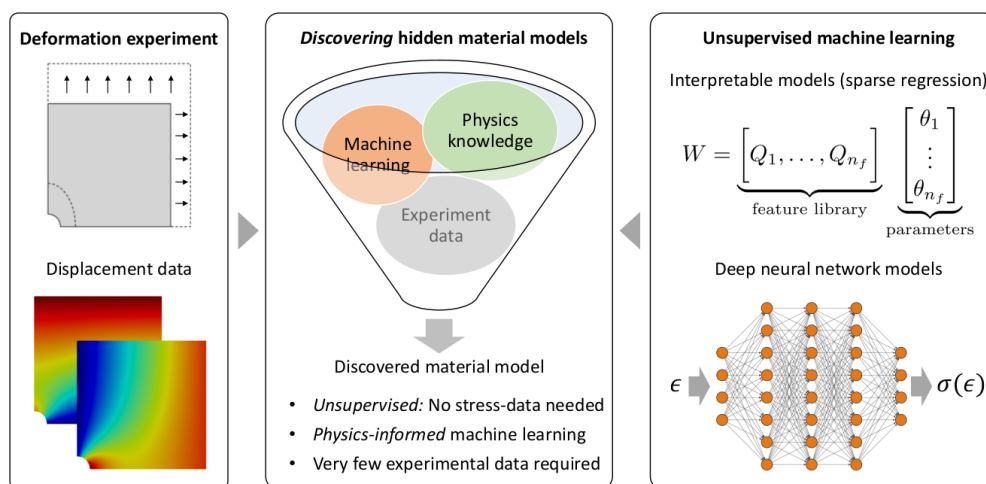 Deformation experiment
Displacement data
Discovering hidden material models
Machine learning
Physics knowledge
Experiment data
Discovered material model
• Unsupervised: No stress-data needed
• Physics-informed machine learning
• Very few experimental data required
Unsupervised machine learning
Interpretable models (sparse regression)
W = [Q₁, . . . , Qₙ_f] [θ₁ ⋮ θₙ_f]
feature library
parameters
Deep neural network models
ϵ
σ(ϵ)